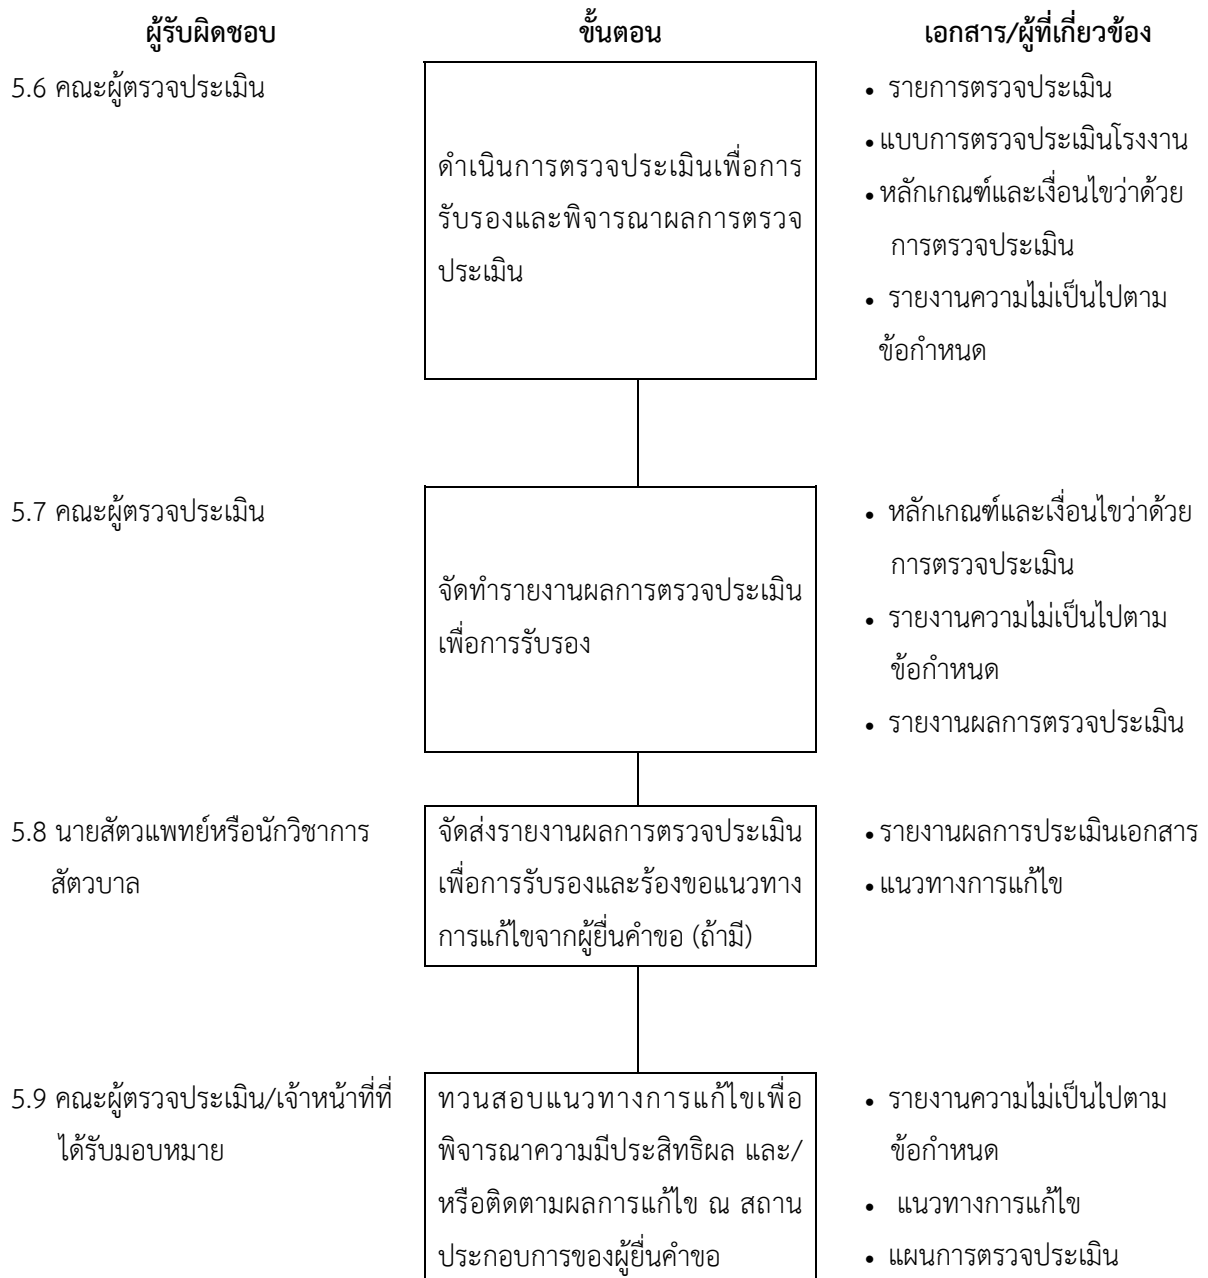 ผู้รับผิดชอบ ขั้นตอน เอกสาร/ผู้ที่เกี่ยวข้อง
5.6 คณะผู้ตรวจประเมิน
ดำเนินการตรวจประเมินเพื่อการ
รับรองและพิจารณาผลการตรวจ
ประเมิน
• รายการตรวจประเมิน
• แบบการตรวจประเมินโรงงาน
• หลักเกณฑ์และเงื่อนไขว่าด้วย
การตรวจประเมิน
• รายงานความไม่เป็นไปตาม
ข้อกำหนด
5.7 คณะผู้ตรวจประเมิน
จัดทำรายงานผลการตรวจประเมิน
เพื่อการรับรอง
• หลักเกณฑ์และเงื่อนไขว่าด้วย
การตรวจประเมิน
• รายงานความไม่เป็นไปตาม
ข้อกำหนด
• รายงานผลการตรวจประเมิน
5.8 นายสัตวแพทย์หรือนักวิชาการ
สัตวบาล
จัดส่งรายงานผลการตรวจประเมิน
เพื่อการรับรองและร้องขอแนวทาง
การแก้ไขจากผู้ยื่นคำขอ (ถ้ามี)
• รายงานผลการประเมินเอกสาร
• แนวทางการแก้ไข
5.9 คณะผู้ตรวจประเมิน/เจ้าหน้าที่ที่
ได้รับมอบหมาย
ทวนสอบแนวทางการแก้ไขเพื่อ
พิจารณาความมีประสิทธิผล และ/
หรือติดตามผลการแก้ไข ณ สถาน
ประกอบการของผู้ยื่นคำขอ
• รายงานความไม่เป็นไปตาม
ข้อกำหนด
• แนวทางการแก้ไข
• แผนการตรวจประเมิน